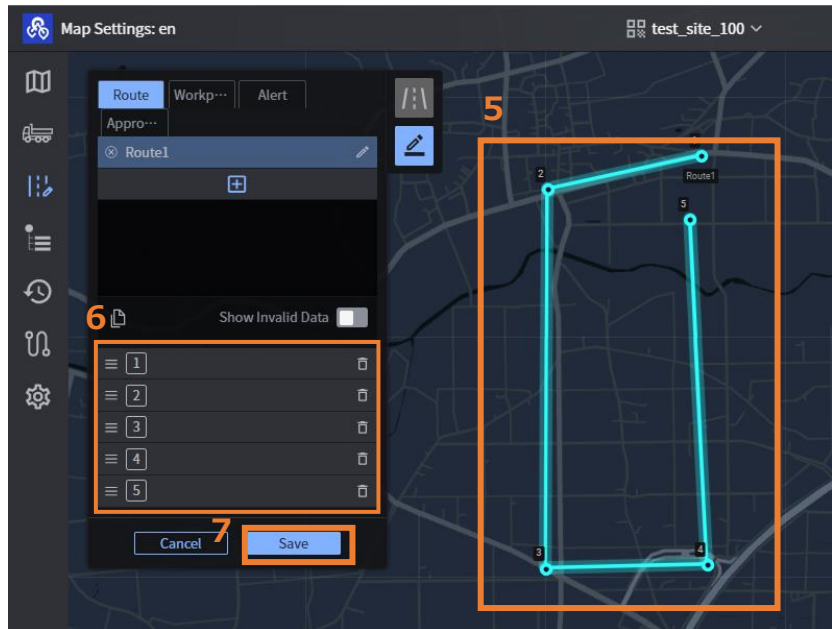 Map Settings: en
test_site_100
Route
Workp···
Alert
Appro···
Route1
Show Invalid Data
1
2
3
4
5
Cancel
Save
5
6
7
2
Route1
5
3
4